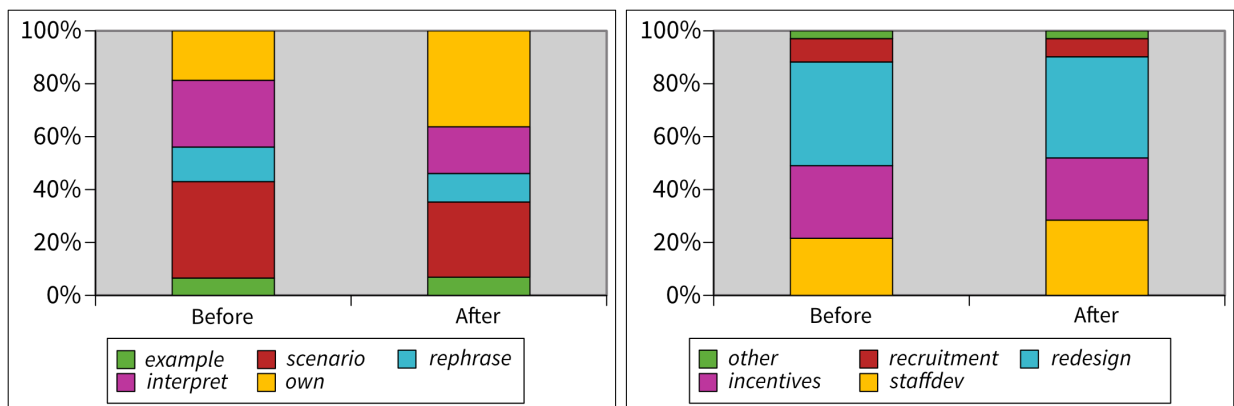 100%
80%
60%
40%
20%
0%
Before After
example scenario rephrase
interpret own
100%
80%
60%
40%
20%
0%
Before After
other recruitment redesign
incentives staffdev